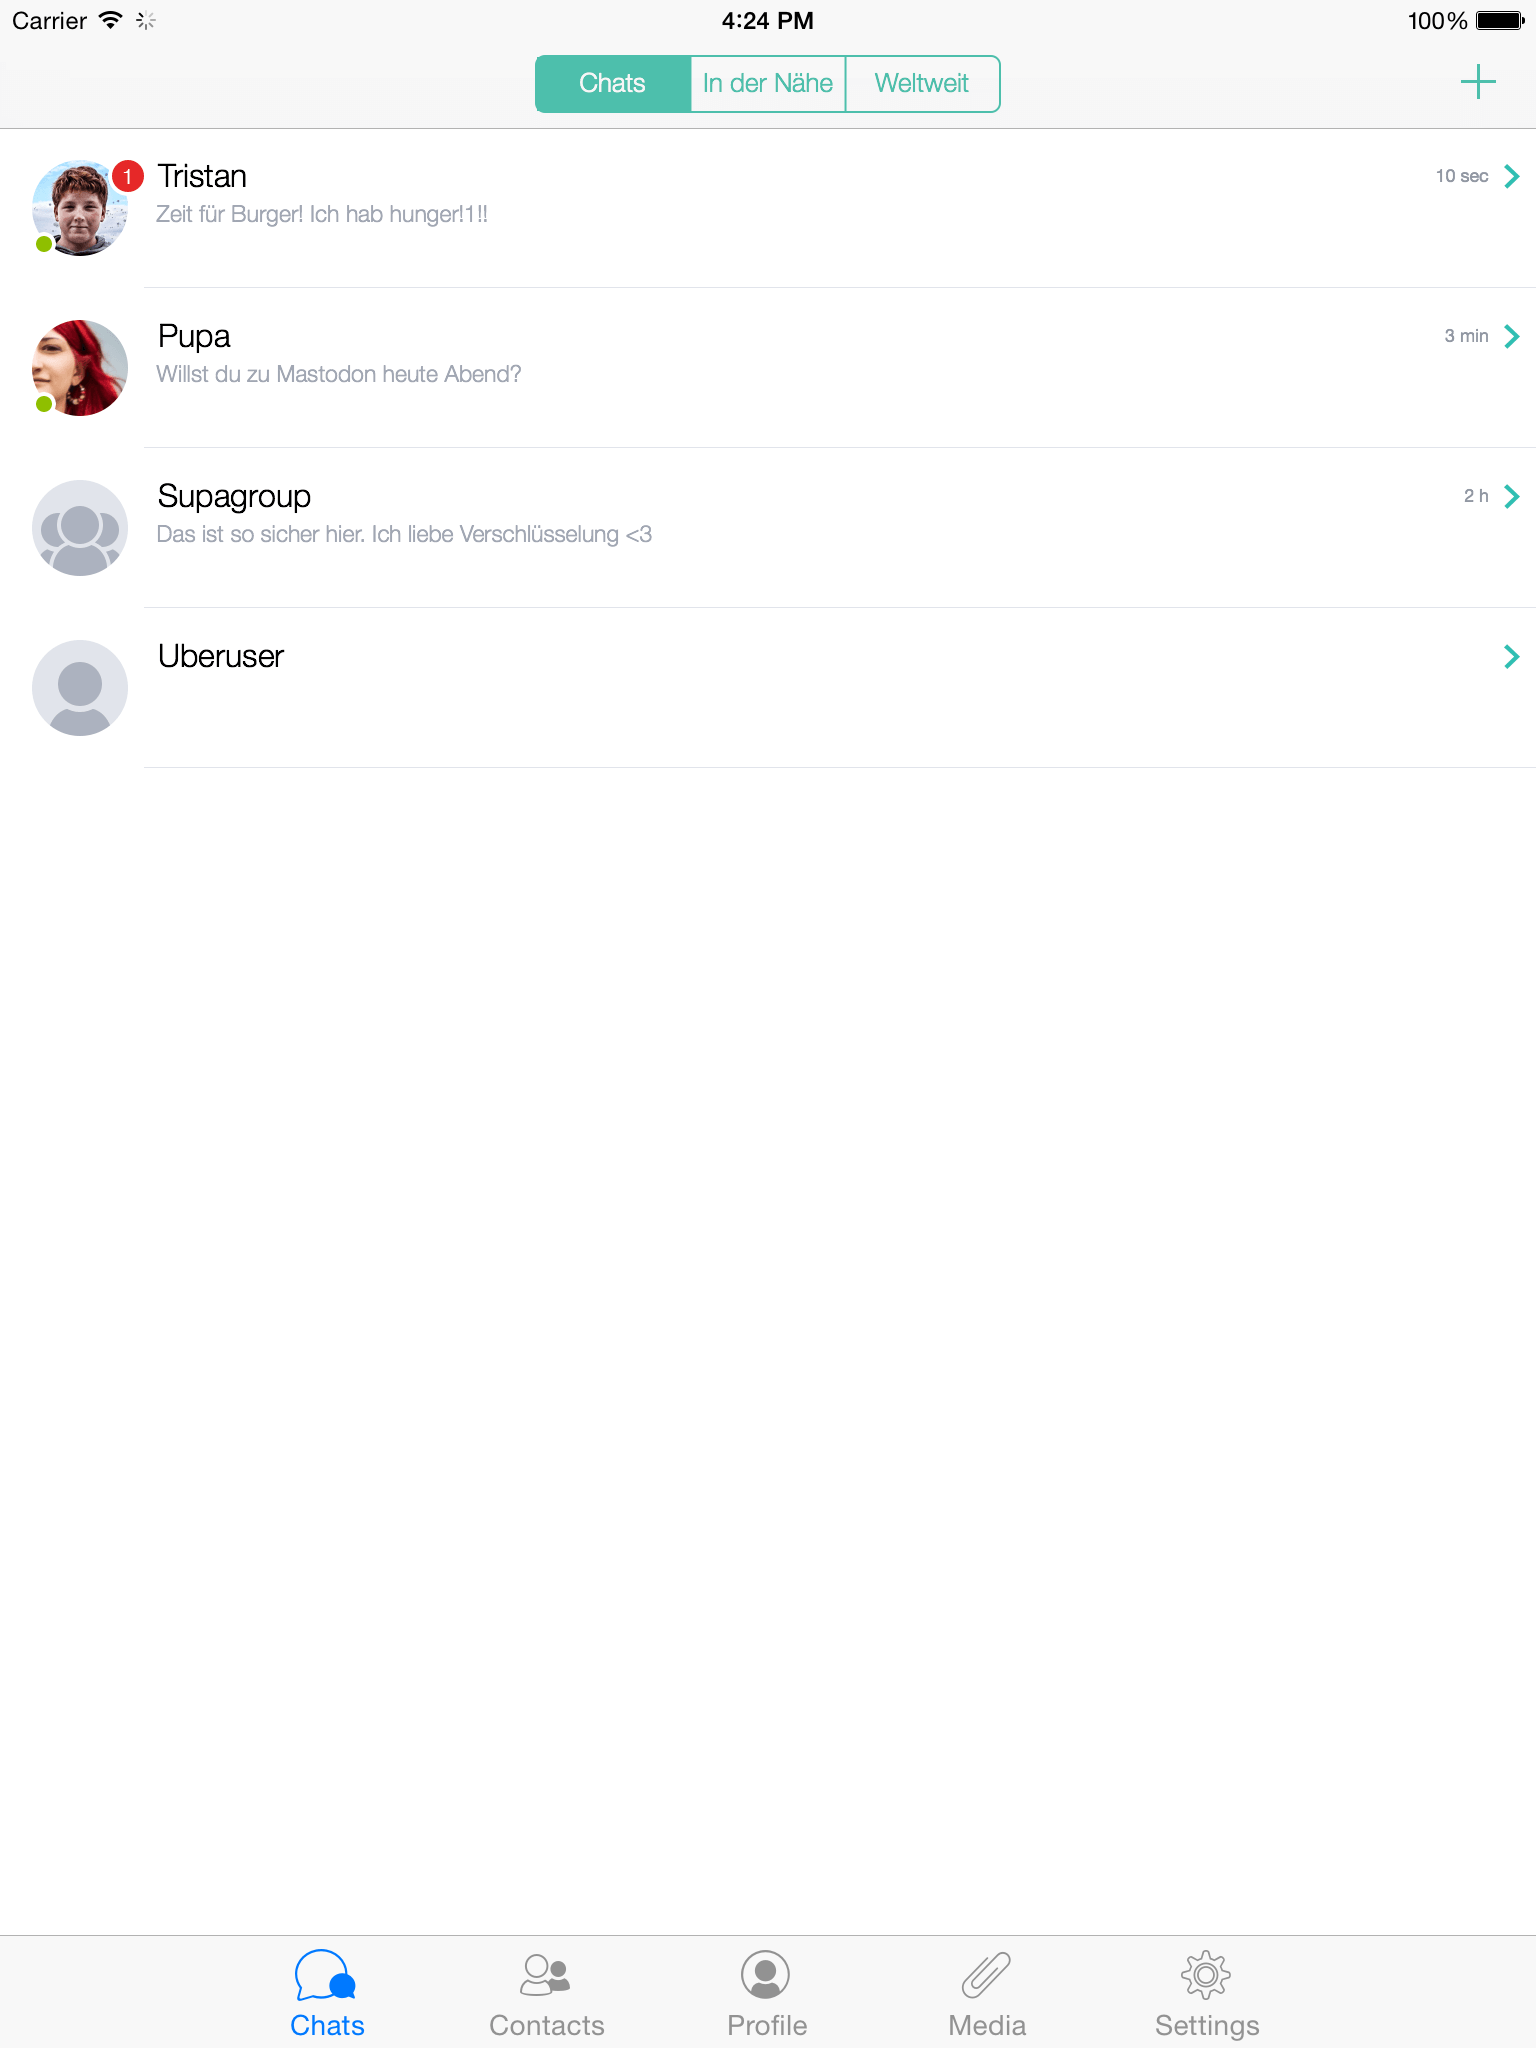 Carrier 4:24 PM 100%
Chats In der Nähe Weltweit
1 Tristan 10 sec
Zeit für Burger! Ich hab hunger!1!!
Pupa 3 min
Willst du zu Mastodon heute Abend?
Supagroup 2 h
Das ist so sicher hier. Ich liebe Verschlüsselung <3
Uberuser
Chats Contacts Profile Media Settings